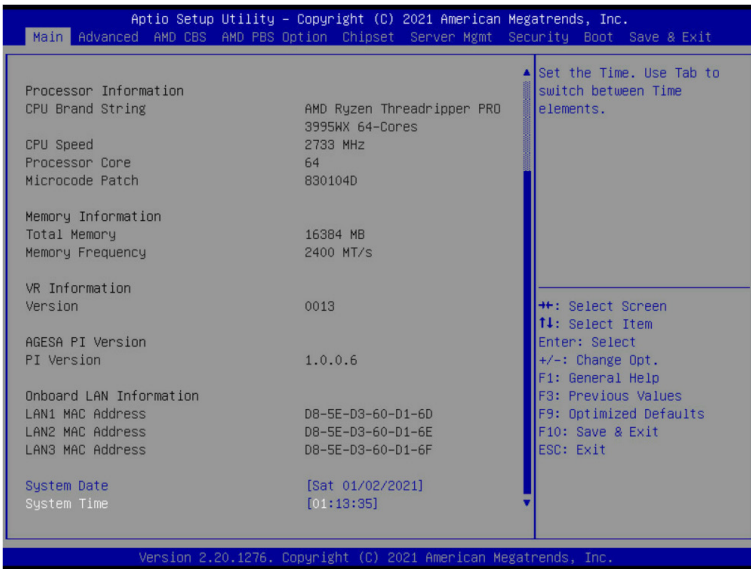 Aptio Setup Utility – Copyright (C) 2021 American Megatrends, Inc.
Main Advanced AMD CBS AMD PBS Option Chipset Server Mgmt Security Boot Save & Exit
Processor Information
CPU Brand String AMD Ryzen Threadripper PRO
3995WX 64-Cores
CPU Speed 2733 MHz
Processor Core 64
Microcode Patch 830104D
Memory Information
Total Memory 16384 MB
Memory Frequency 2400 MT/s
VR Information
Version 0013
AGESA PI Version
PI Version 1.0.0.6
Onboard LAN Information
LAN1 MAC Address D8-5E-D3-60-D1-6D
LAN2 MAC Address D8-5E-D3-60-D1-6E
LAN3 MAC Address D8-5E-D3-60-D1-6F
System Date [Sat 01/02/2021]
System Time [01:13:35]
Set the Time. Use Tab to
switch between Time
elements.
→←: Select Screen
↑↓: Select Item
Enter: Select
+/-: Change Opt.
F1: General Help
F3: Previous Values
F9: Optimized Defaults
F10: Save & Exit
ESC: Exit
Version 2.20.1276. Copyright (C) 2021 American Megatrends, Inc.